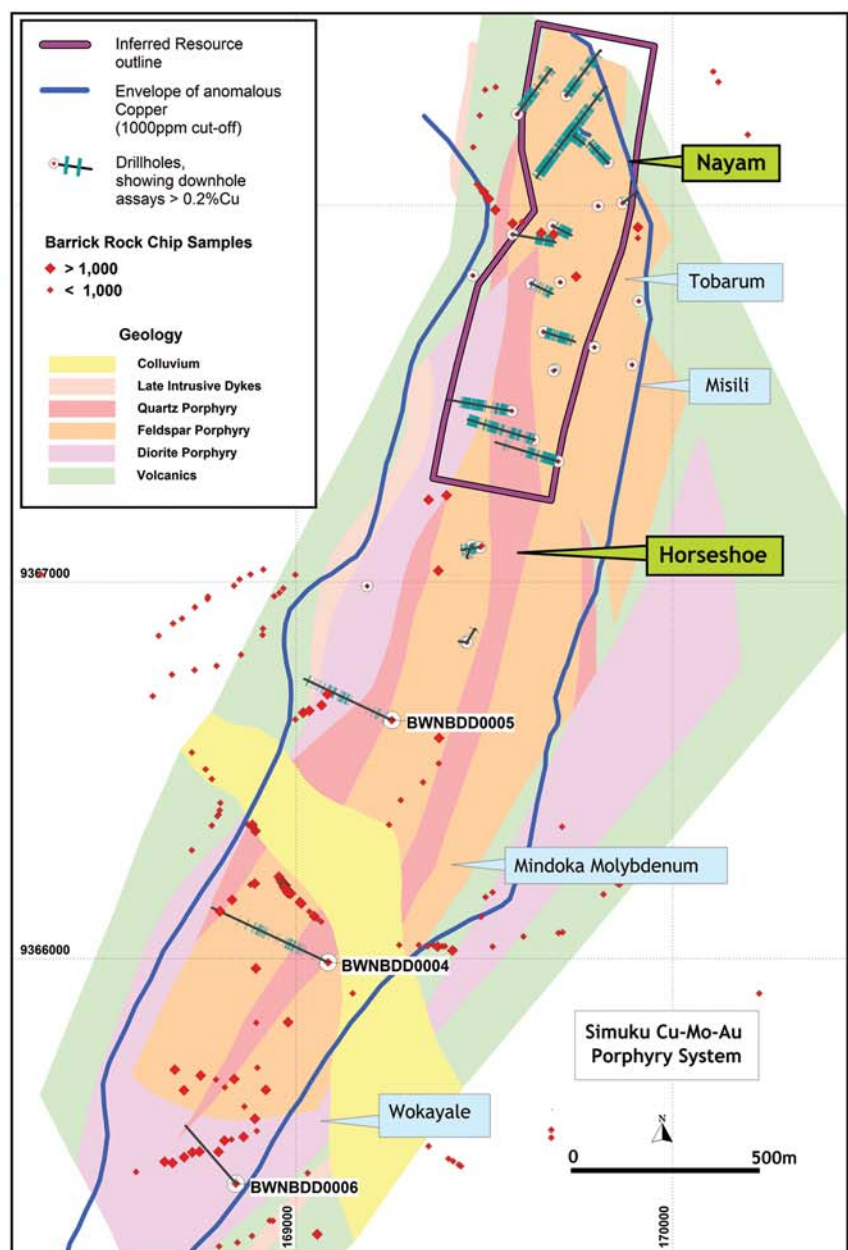 Inferred Resource
outline
Envelope of anomalous
Copper
(1000ppm cut-off)
Drillholes,
showing downhole
assays > 0.2%Cu
Barrick Rock Chip Samples
> 1,000
< 1,000
Geology
Colluvium
Late Intrusive Dykes
Quartz Porphyry
Feldspar Porphyry
Diorite Porphyry
Volcanics
Nayam
Tobarum
Misili
Horseshoe
9367000
BWNBDD0005
Mindoka Molybdenum
9366000
BWNBDD0004
Simuku Cu-Mo-Au
Porphyry System
Wokayale
N
0 500m
BWNBDD0006
169000
170000